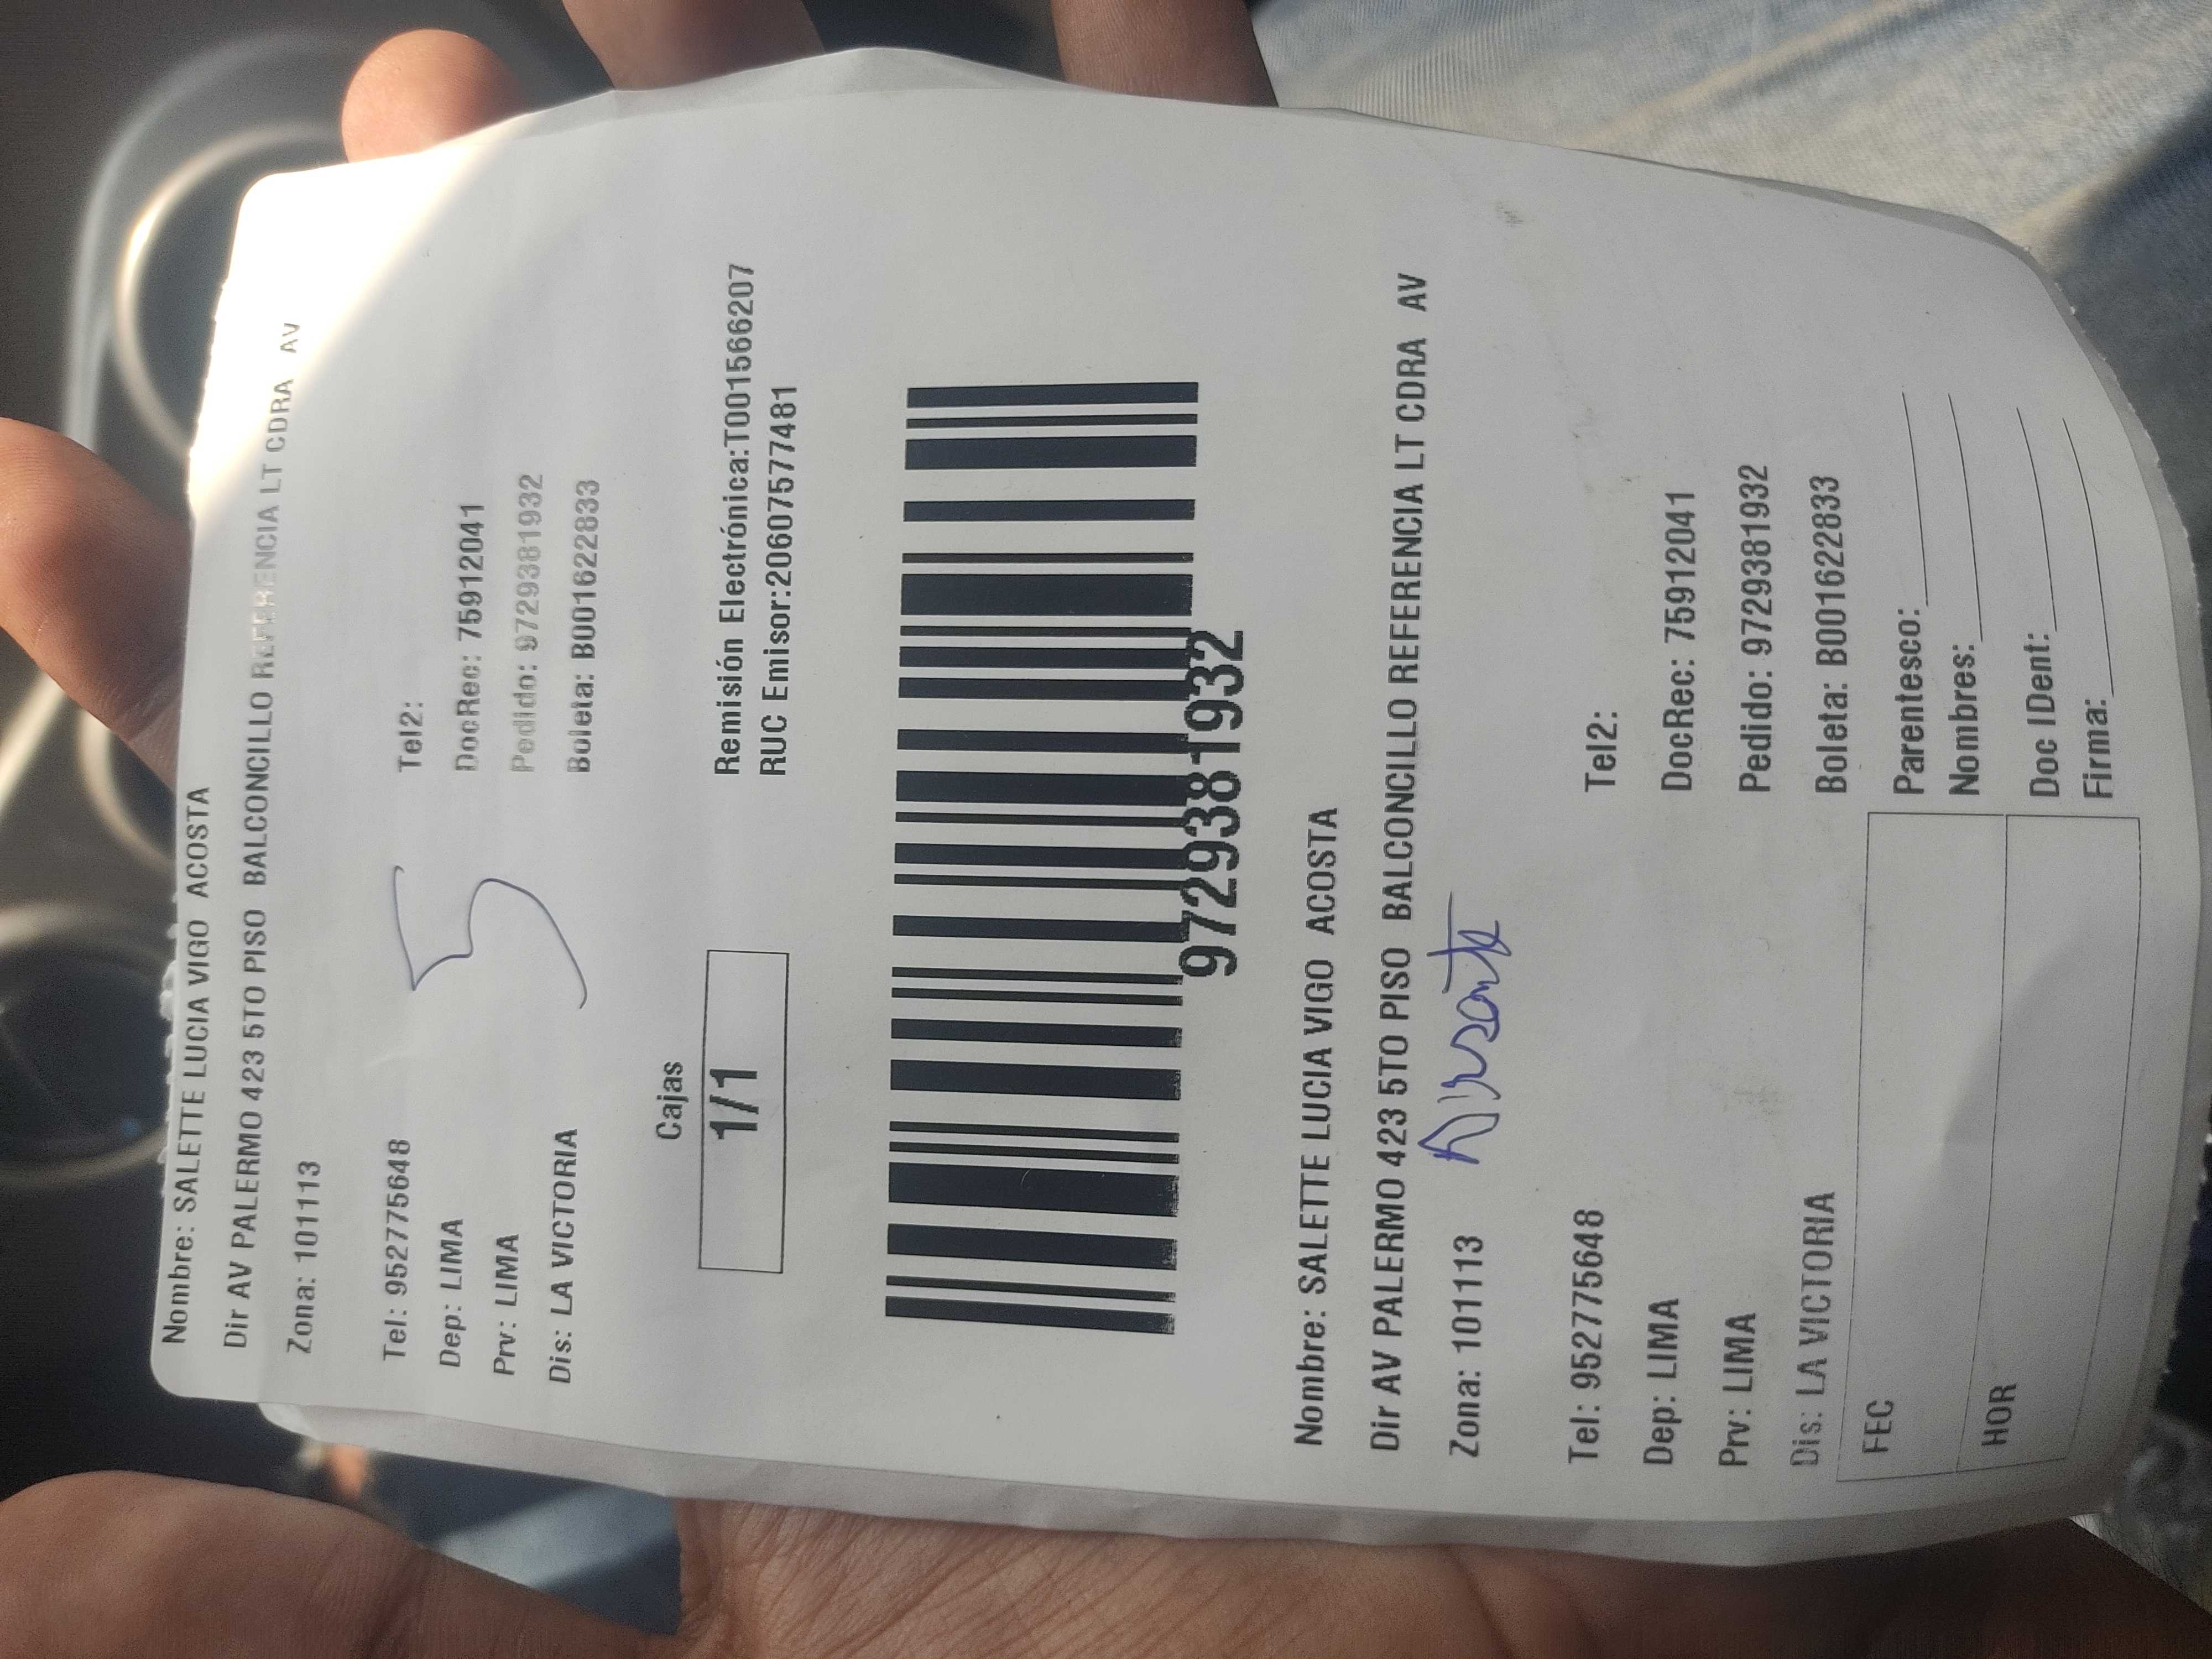 Nombre: SALETTE LUCIA VIGO ACOSTA
Dir AV PALERMO 423 5TO PISO BALCONCILLO REFERENCIA LT CDRA AV
Zona: 101113
5
Tel: 952775648 Tel2:
Dep: LIMA DocRec: 75912041
Prv: LIMA Pedido: 9729381932
Dis: LA VICTORIA Boleta: B001622833
Cajas
1/1
Remisión Electrónica:T001566207
RUC Emisor:20607577481
9729381932
Nombre: SALETTE LUCIA VIGO ACOSTA
Dir AV PALERMO 423 5TO PISO BALCONCILLO REFERENCIA LT CDRA AV
Zona: 101113
Tel: 952775648 Tel2:
Dep: LIMA DocRec: 75912041
Prv: LIMA Pedido: 9729381932
Dis: LA VICTORIA Boleta: B001622833
FEC Parentesco:
Nombres:
HOR Doc IDent:
Firma: